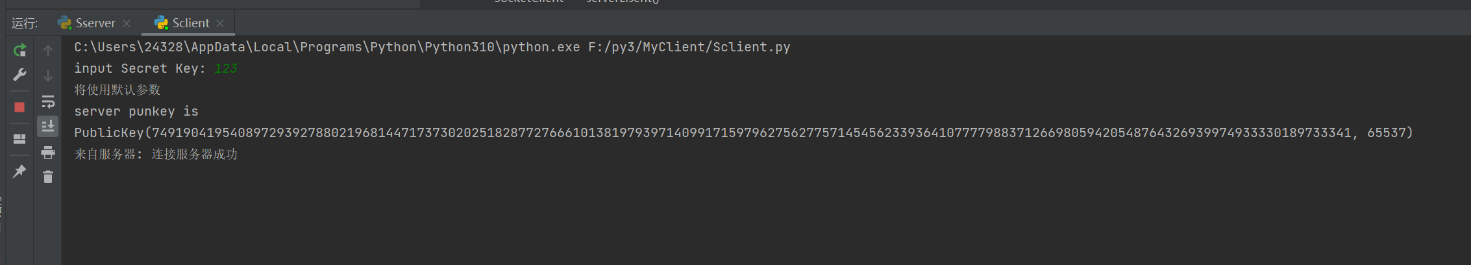 运行:
Sserver
Sclient
C:\Users\24328\AppData\Local\Programs\Python\Python310\python.exe F:/py3/MyClient/Sclient.py
input Secret Key: 123
将使用默认参数
server punkey is
PublicKey(7491904195408972939278802196814471737302025182877276661013819793971409917159796275627757145456233936410777798837126698059420548764326939974933330189733341, 65537)
来自服务器: 连接服务器成功